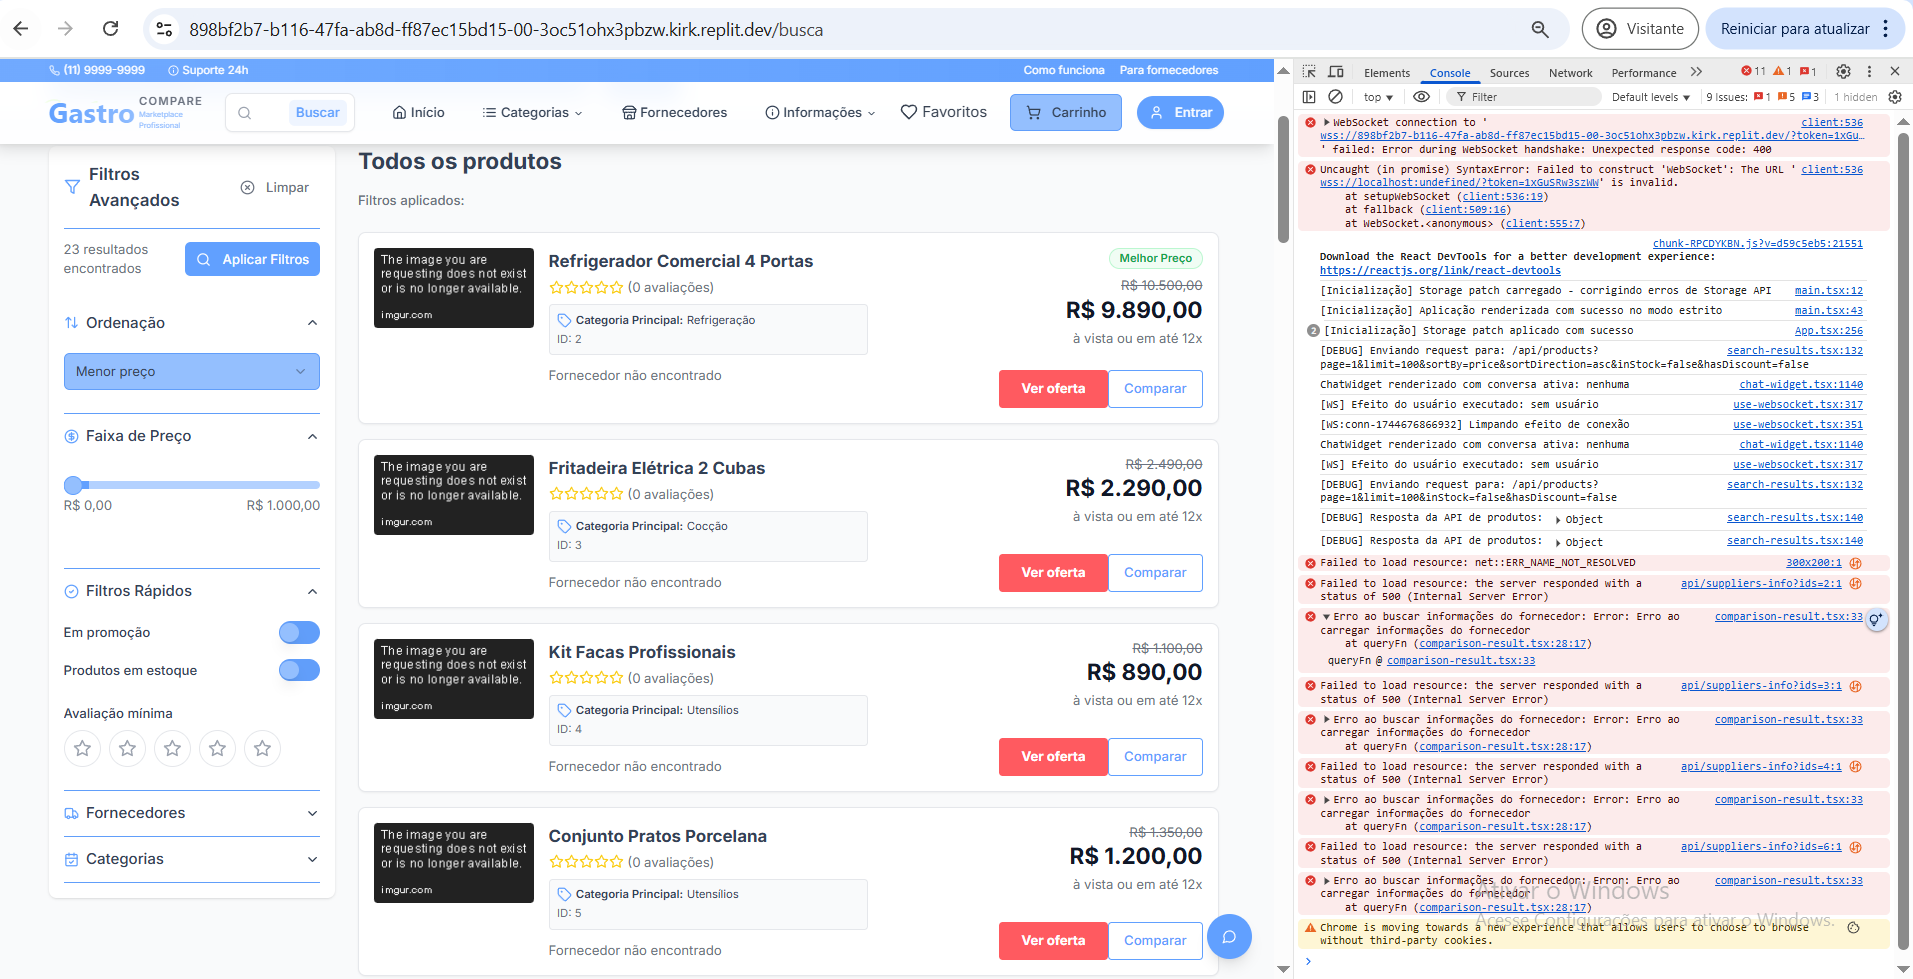 898bf2b7-b116-47fa-ab8d-ff87ec15bd15-00-3oc51ohx3pbzw.kirk.replit.dev/busca
Visitante
Reiniciar para atualizar
(11) 9999-9999
Suporte 24h
Como funciona
Para fornecedores
Gastro COMPARE
Marketplace
Profissional
Buscar
Início
Categorias
Fornecedores
Informações
Favoritos
Carrinho
Entrar
Filtros
Avançados
Limpar
23 resultados
encontrados
Aplicar Filtros
Ordenação
Menor preço
Faixa de Preço
R$ 0,00
R$ 1.000,00
Filtros Rápidos
Em promoção
Produtos em estoque
Avaliação mínima
Fornecedores
Categorias
Todos os produtos
Filtros aplicados:
The image you are
requesting does not exist
or is no longer available.
imgur.com
Refrigerador Comercial 4 Portas
(0 avaliações)
Categoria Principal: Refrigeração
ID: 2
Fornecedor não encontrado
Melhor Preço
R$ 10.500,00
R$ 9.890,00
à vista ou em até 12x
Ver oferta
Comparar
The image you are
requesting does not exist
or is no longer available.
imgur.com
Fritadeira Elétrica 2 Cubas
(0 avaliações)
Categoria Principal: Cocção
ID: 3
Fornecedor não encontrado
R$ 2.490,00
R$ 2.290,00
à vista ou em até 12x
Ver oferta
Comparar
The image you are
requesting does not exist
or is no longer available.
imgur.com
Kit Facas Profissionais
(0 avaliações)
Categoria Principal: Utensílios
ID: 4
Fornecedor não encontrado
R$ 1.100,00
R$ 890,00
à vista ou em até 12x
Ver oferta
Comparar
The image you are
requesting does not exist
or is no longer available.
imgur.com
Conjunto Pratos Porcelana
(0 avaliações)
Categoria Principal: Utensílios
ID: 5
Fornecedor não encontrado
R$ 1.350,00
R$ 1.200,00
à vista ou em até 12x
Ver oferta
Comparar
Elements
Console
Sources
Network
Performance
11
1
1
top
Filter
Default levels
9 Issues: 1 5 3
1 hidden
WebSocket connection to ' client:536
wss://898bf2b7-b116-47fa-ab8d-ff87ec15bd15-00-3oc51ohx3pbzw.kirk.replit.dev/?token=1xGu…
' failed: Error during WebSocket handshake: Unexpected response code: 400
Uncaught (in promise) SyntaxError: Failed to construct 'WebSocket': The URL ' client:536
wss://localhost:undefined/?token=1xGuSRw3szWW' is invalid.
at setupWebSocket (client:536:19)
at fallback (client:509:16)
at WebSocket.<anonymous> (client:555:7)
chunk-RPCDYKBN.js?v=d59c5eb5:21551
Download the React DevTools for a better development experience:
https://reactjs.org/link/react-devtools
[Inicialização] Storage patch carregado - corrigindo erros de Storage API main.tsx:12
[Inicialização] Aplicação renderizada com sucesso no modo estrito main.tsx:43
2 [Inicialização] Storage patch aplicado com sucesso App.tsx:256
[DEBUG] Enviando request para: /api/products? search-results.tsx:132
page=1&limit=100&sortBy=price&sortDirection=asc&inStock=false&hasDiscount=false
ChatWidget renderizado com conversa ativa: nenhuma chat-widget.tsx:1140
[WS] Efeito do usuário executado: sem usuário use-websocket.tsx:317
[WS:conn-1744676866932] Limpando efeito de conexão use-websocket.tsx:351
ChatWidget renderizado com conversa ativa: nenhuma chat-widget.tsx:1140
[WS] Efeito do usuário executado: sem usuário use-websocket.tsx:317
[DEBUG] Enviando request para: /api/products? search-results.tsx:132
page=1&limit=100&inStock=false&hasDiscount=false
[DEBUG] Resposta da API de produtos: Object search-results.tsx:140
[DEBUG] Resposta da API de produtos: Object search-results.tsx:140
Failed to load resource: net::ERR_NAME_NOT_RESOLVED 300x200:1
Failed to load resource: the server responded with a api/suppliers-info?ids=2:1
status of 500 (Internal Server Error)
Erro ao buscar informações do fornecedor: Error: Erro ao comparison-result.tsx:33
carregar informações do fornecedor
at queryFn (comparison-result.tsx:28:17)
queryFn @ comparison-result.tsx:33
Failed to load resource: the server responded with a api/suppliers-info?ids=3:1
status of 500 (Internal Server Error)
Erro ao buscar informações do fornecedor: Error: Erro ao comparison-result.tsx:33
carregar informações do fornecedor
at queryFn (comparison-result.tsx:28:17)
Failed to load resource: the server responded with a api/suppliers-info?ids=4:1
status of 500 (Internal Server Error)
Erro ao buscar informações do fornecedor: Error: Erro ao comparison-result.tsx:33
carregar informações do fornecedor
at queryFn (comparison-result.tsx:28:17)
Failed to load resource: the server responded with a api/suppliers-info?ids=6:1
status of 500 (Internal Server Error)
Erro ao buscar informações do fornecedor: Error: Erro ao comparison-result.tsx:33
carregar informações do fornecedor
at queryFn (comparison-result.tsx:28:17)
Ativar o Windows
Acesse Configurações para ativar o Windows.
Chrome is moving towards a new experience that allows users to choose to browse
without third-party cookies.